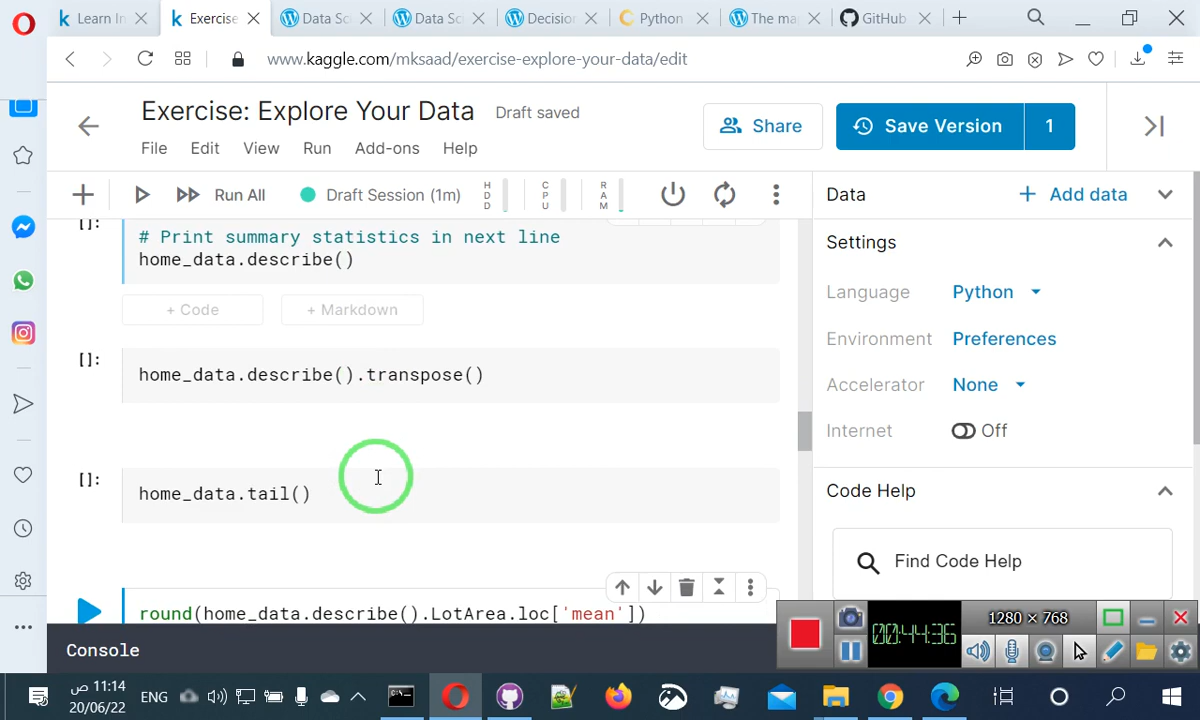 Learn In
Exercise
Data Sc
Data Sc
Decisio
Python
The ma
GitHub
www.kaggle.com/mksaad/exercise-explore-your-data/edit
Exercise: Explore Your Data
Draft saved
Share
Save Version
1
File
Edit
View
Run
Add-ons
Help
Run All
Draft Session (1m)
HDD
CPU
RAM
Data
Add data
[]:
# Print summary statistics in next line
home_data.describe()
+ Code
+ Markdown
[]:
home_data.describe().transpose()
[]:
home_data.tail()
round(home_data.describe().LotArea.loc['mean'])
Console
Settings
Language
Python
Environment
Preferences
Accelerator
None
Internet
Off
Code Help
Find Code Help
00:44:36
1280 × 768
ENG
11:14 ص
20/06/22